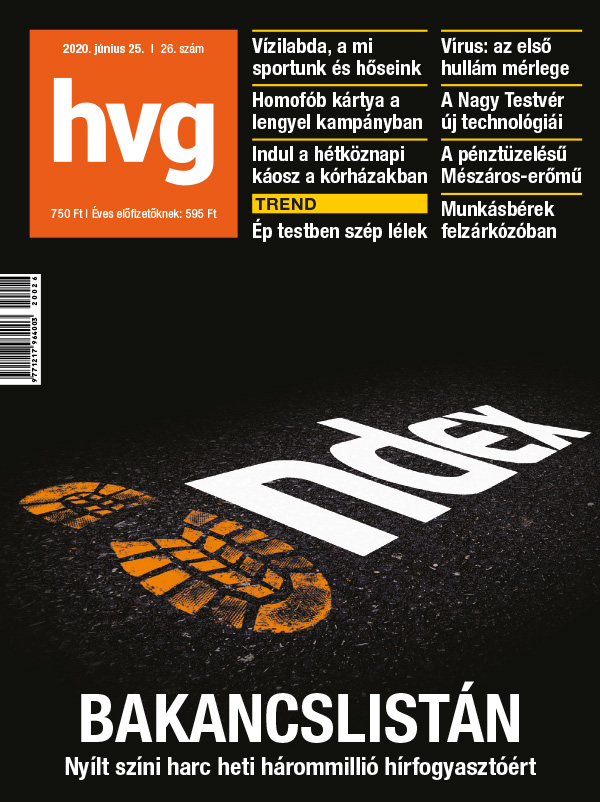 2020. június 25. | 26. szám
hvg
750 Ft | Éves előfizetőknek: 595 Ft
Vízilabda, a mi
sportunk és hőseink
Homofób kártya a
lengyel kampányban
Indul a hétköznapi
káosz a kórházakban
TREND
Ép testben szép lélek
Vírus: az első
hullám mérlege
A Nagy Testvér
új technológiái
A pénztüzelésű
Mészáros-erőmű
Munkásbérek
felzárkózóban
20026
9771217964003
ndex
BAKANCSLISTÁN
Nyílt színi harc heti hárommillió hírfogyasztóért